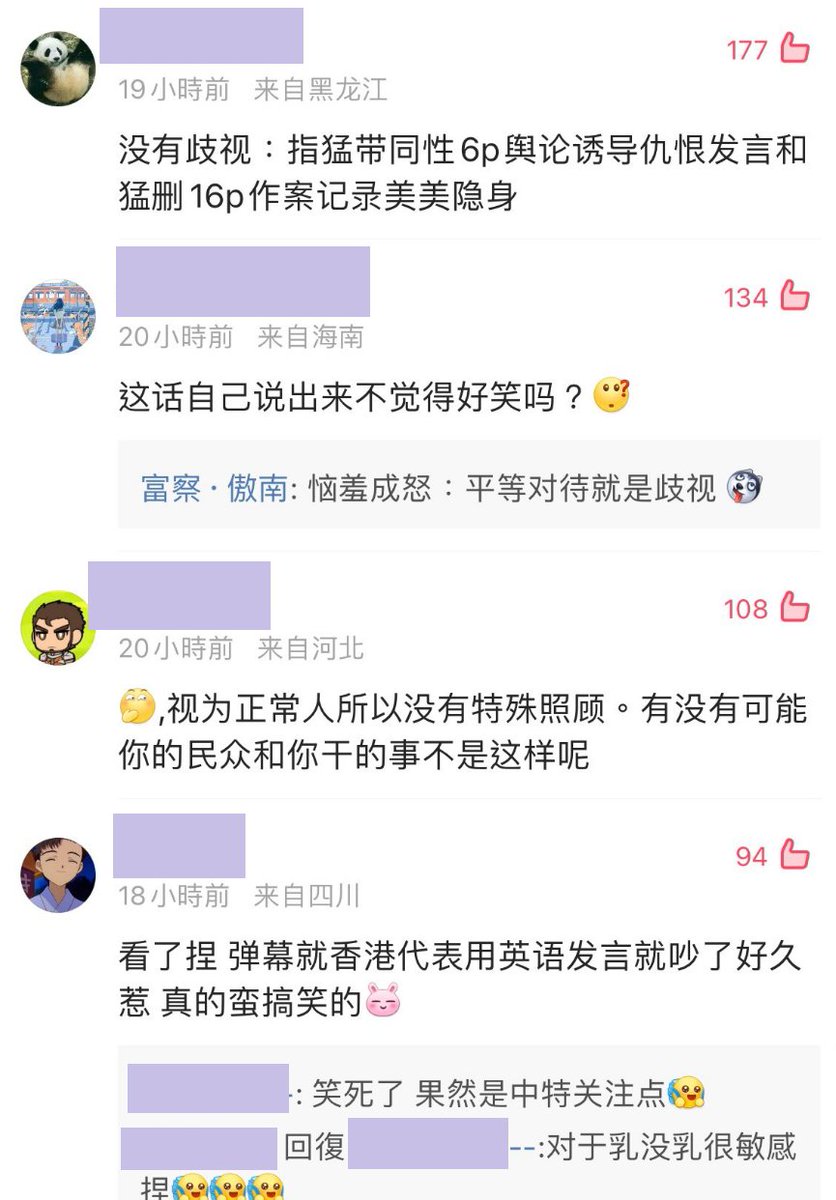 177
19小時前 来自黑龙江
没有歧视：指猛带同性6p舆论诱导仇恨发言和
猛删16p作案记录美美隐身
134
20小時前 来自海南
这话自己说出来不觉得好笑吗？
富察·傲南: 恼羞成怒：平等对待就是歧视
108
20小時前 来自河北
,视为正常人所以没有特殊照顾。有没有可能
你的民众和你干的事不是这样呢
94
18小時前 来自四川
看了捏 弹幕就香港代表用英语发言就吵了好久
惹 真的蛮搞笑的
-: 笑死了 果然是中特关注点
回復 --:对于乳没乳很敏感
捏